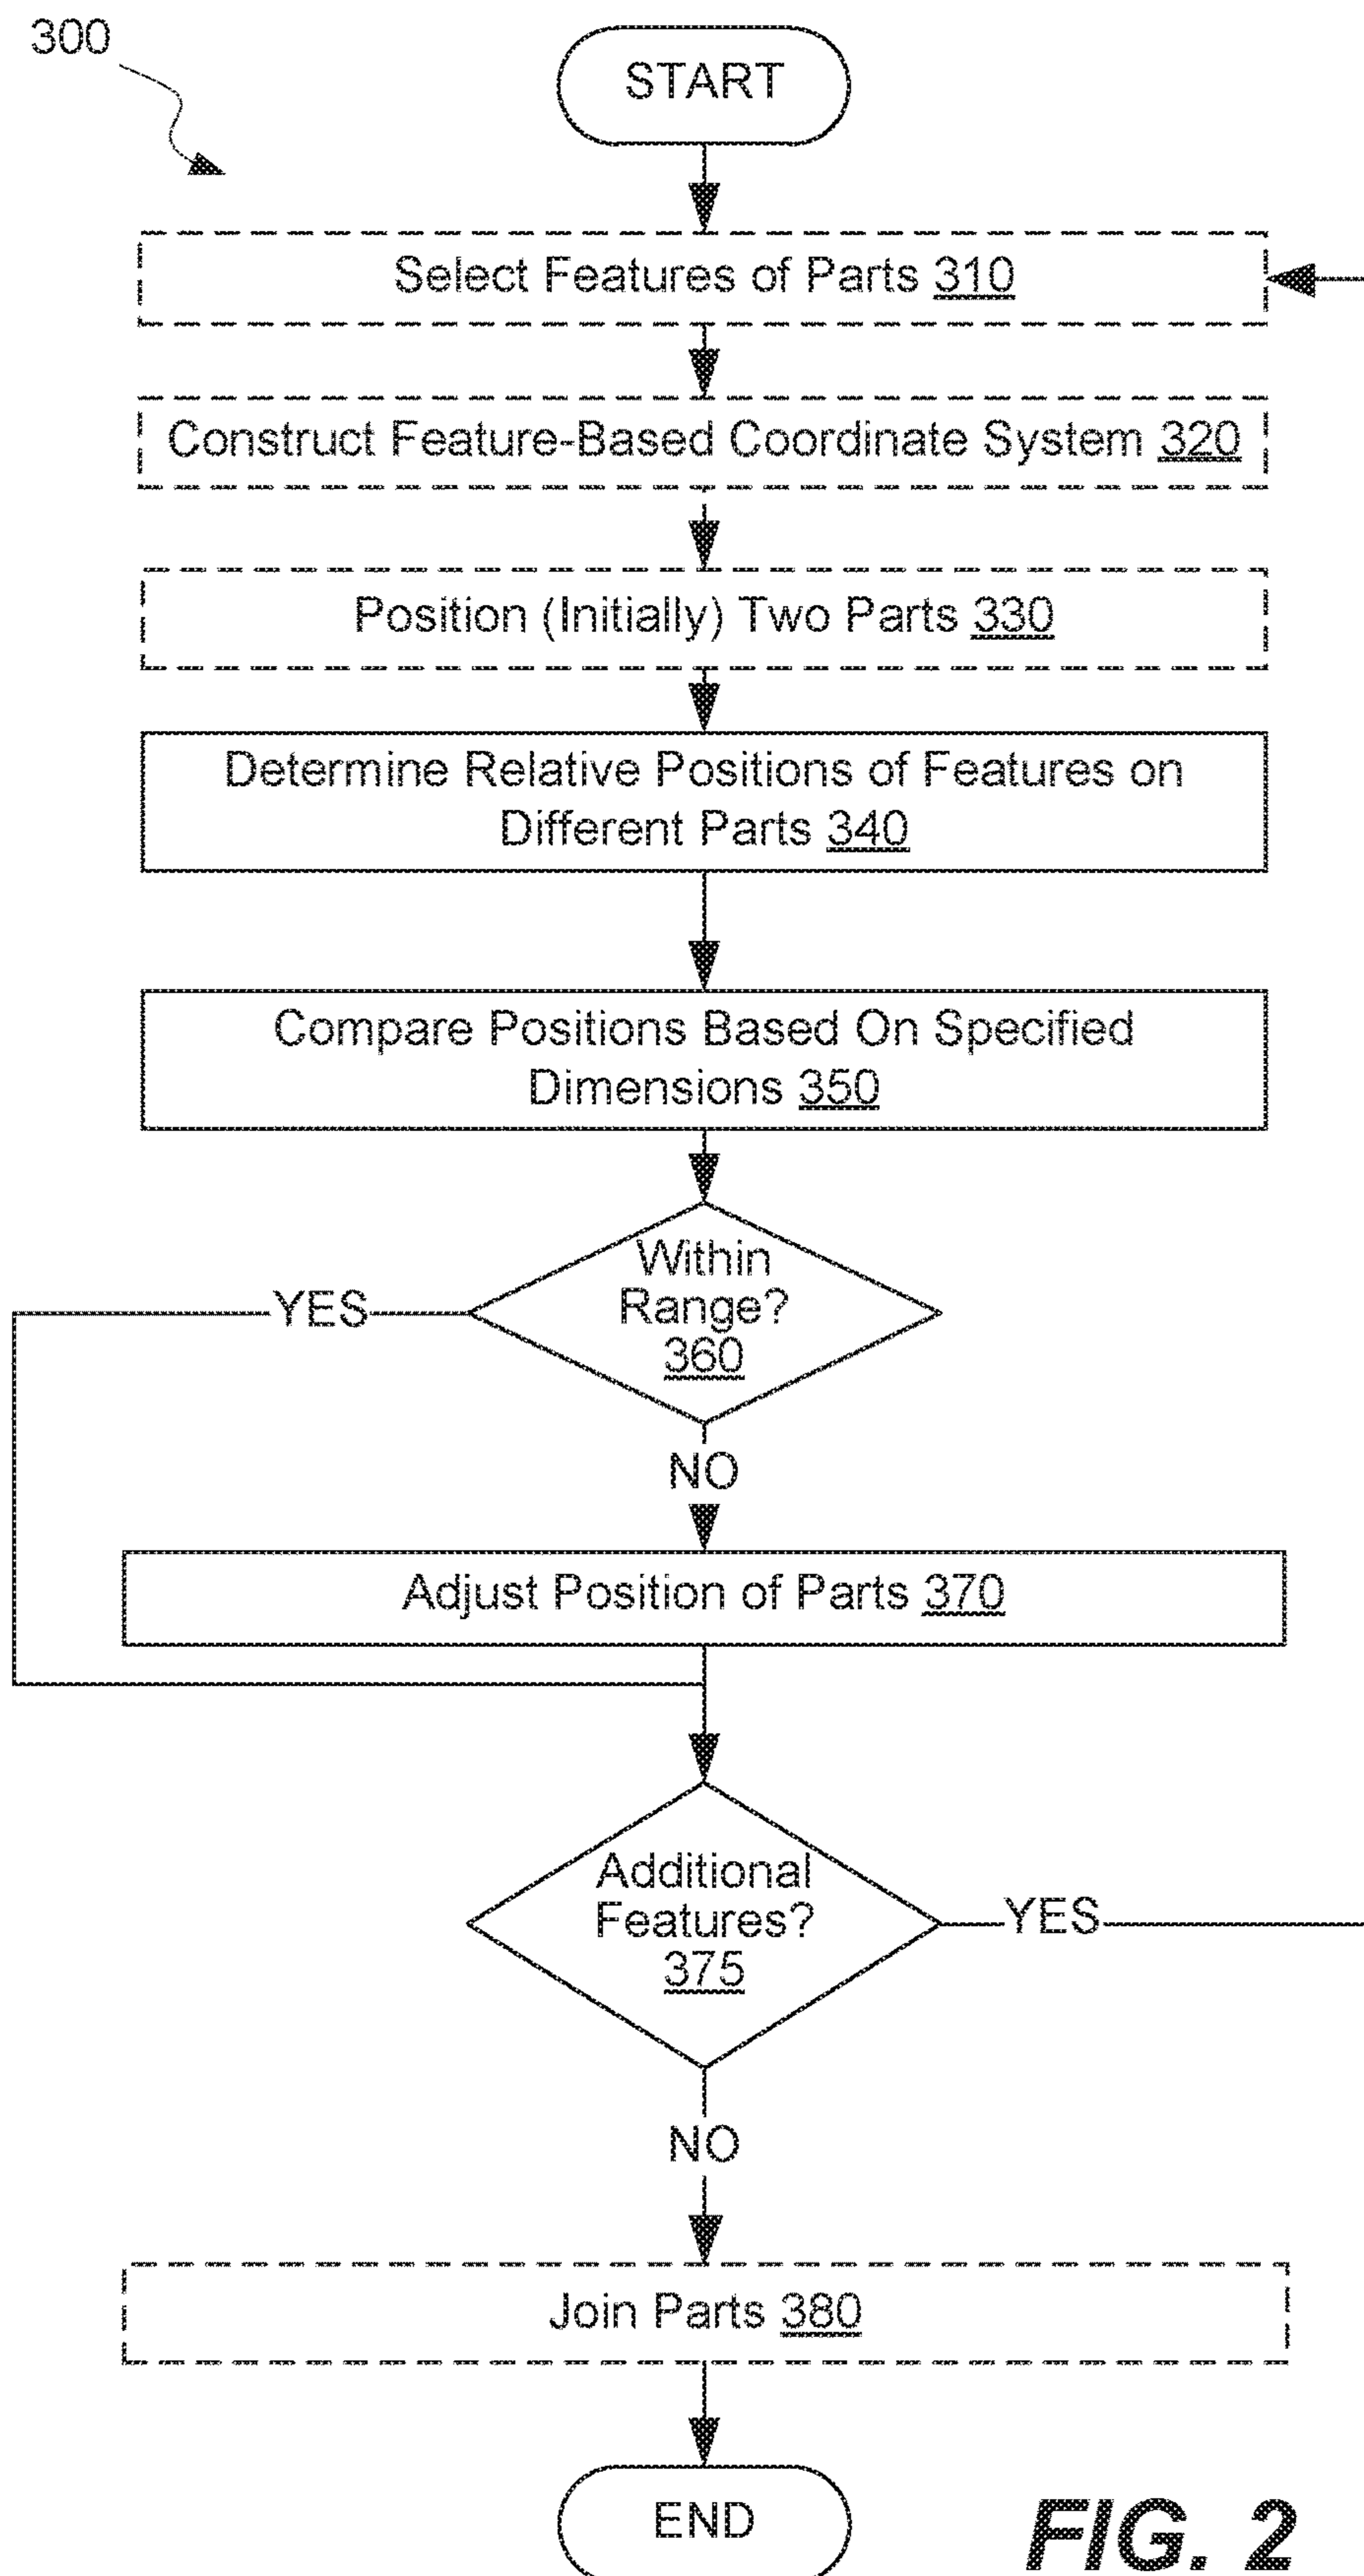 300
START
Select Features of Parts 310
Construct Feature-Based Coordinate System 320
Position (Initially) Two Parts 330
Determine Relative Positions of Features on
Different Parts 340
Compare Positions Based On Specified
Dimensions 350
Within
Range?
360
YES
NO
Adjust Position of Parts 370
Additional
Features?
375
YES
NO
Join Parts 380
END
FIG. 2